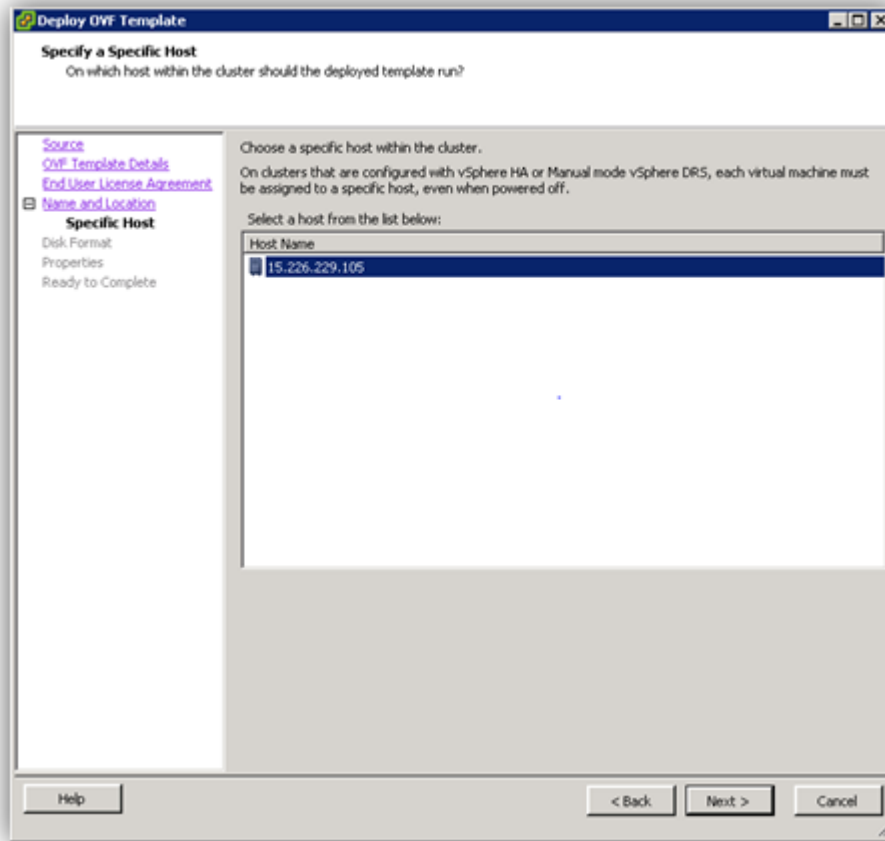 Deploy OVF Template
Specify a Specific Host
On which host within the cluster should the deployed template run?
Source
OVF Template Details
End User License Agreement
Name and Location
Specific Host
Disk Format
Properties
Ready to Complete
Choose a specific host within the cluster.
On clusters that are configured with vSphere HA or Manual mode vSphere DRS, each virtual machine must
be assigned to a specific host, even when powered off.
Select a host from the list below:
Host Name
15.226.229.105
Help
< Back
Next >
Cancel